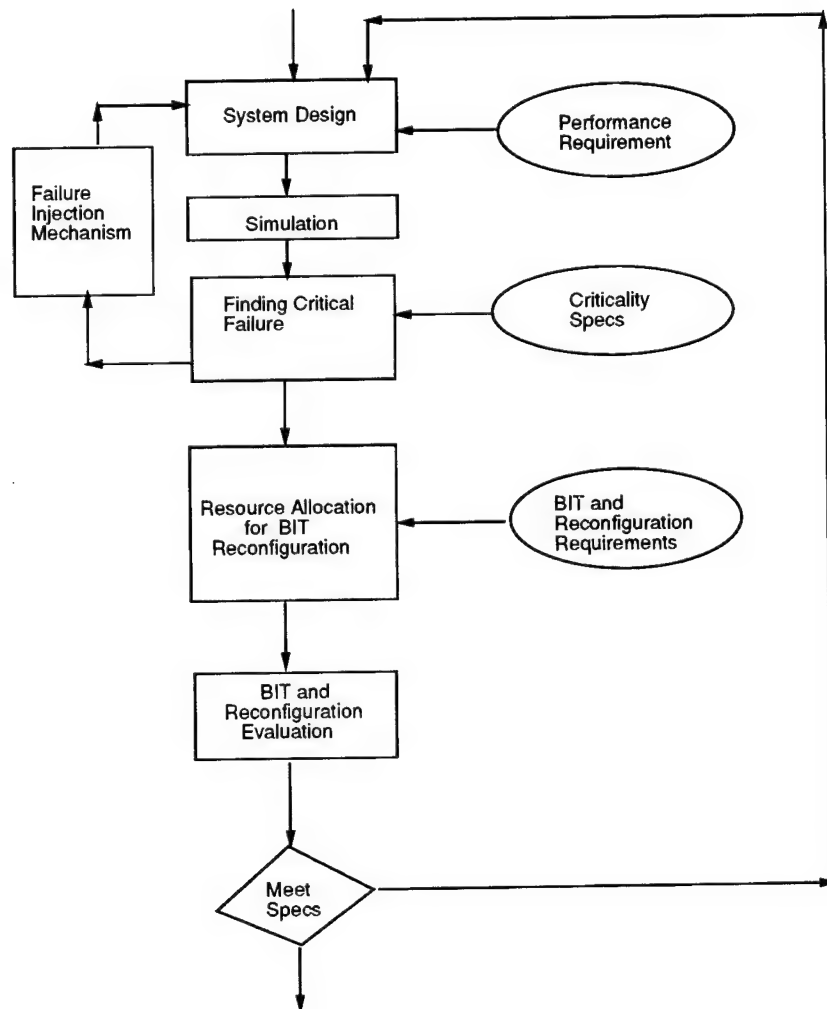 System Design
Performance
Requirement
Failure
Injection
Mechanism
Simulation
Finding Critical
Failure
Criticality
Specs
Resource Allocation
for BIT
Reconfiguration
BIT and
Reconfiguration
Requirements
BIT and
Reconfiguration
Evaluation
Meet
Specs